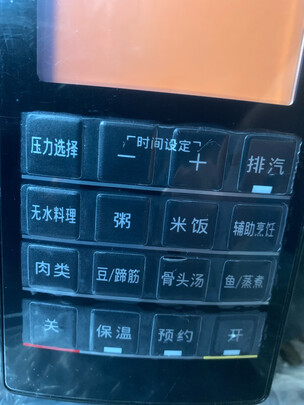 压力选择 ┌时间设定┐ 排汽
− +
无水料理 粥 米饭 辅助烹饪
肉类 豆/蹄筋 骨头汤 鱼/蒸煮
关 保温 预约 开